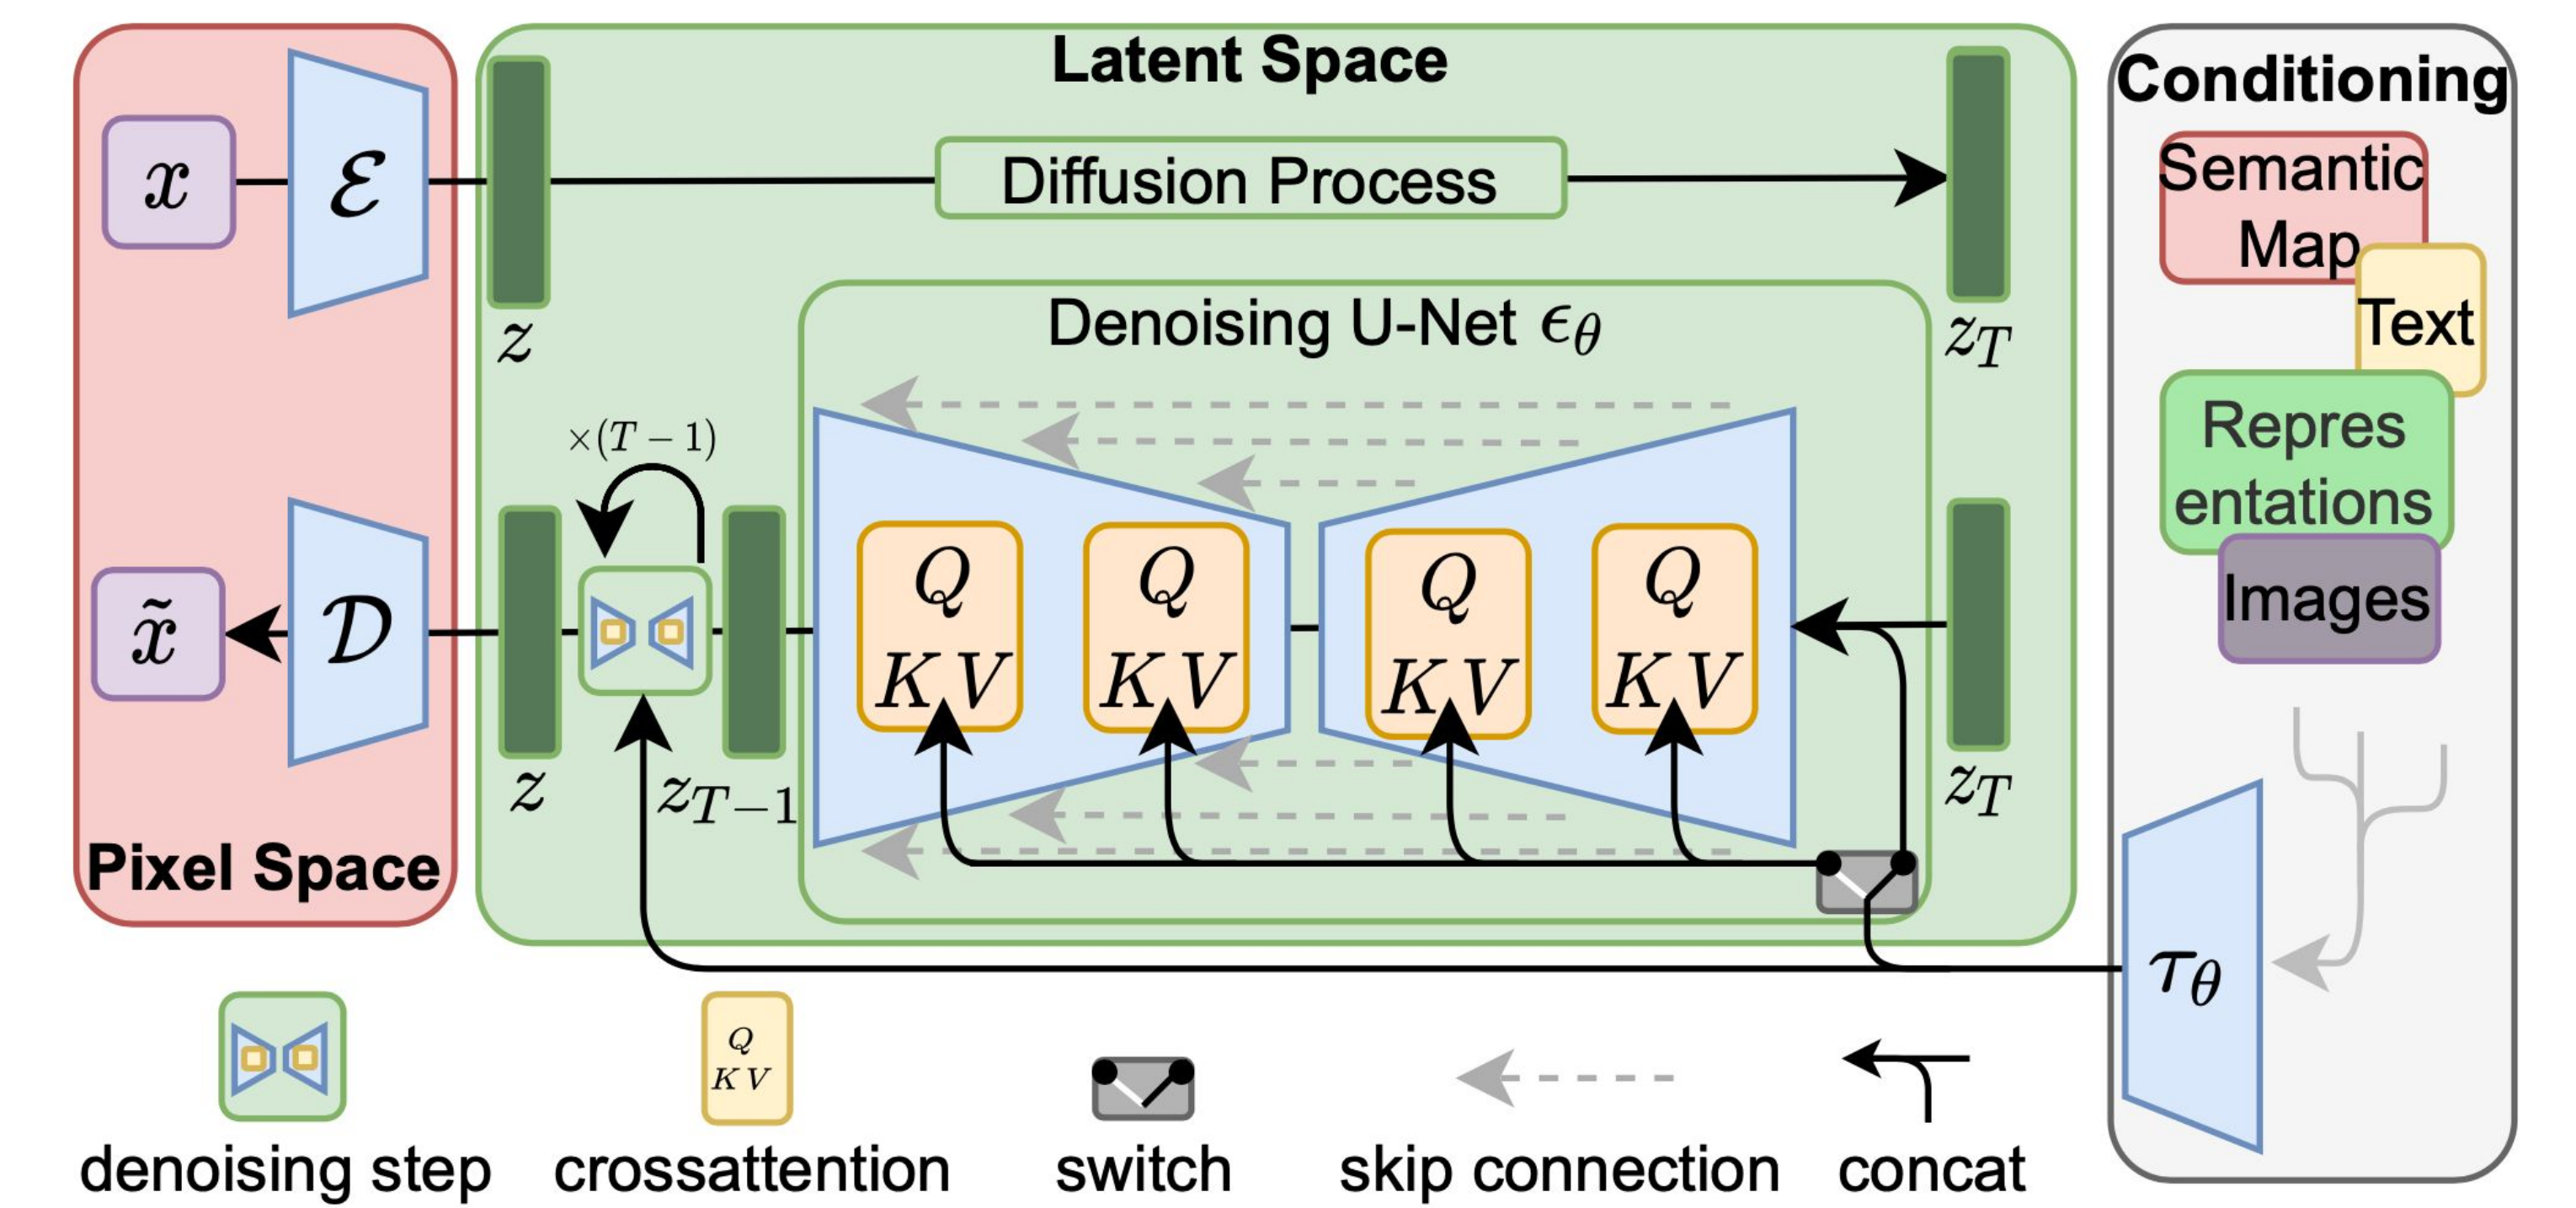 Latent Space
Conditioning
x
ℰ
Diffusion Process
z
z_T
Semantic
Map
Text
Repres
entations
Images
Denoising U-Net ϵ_θ
×(T − 1)
Q
K V
Q
K V
Q
K V
Q
K V
x̃
𝒟
z
z_{T−1}
z_T
Pixel Space
τ_θ
Q
K V
denoising step
crossattention
switch
skip connection
concat